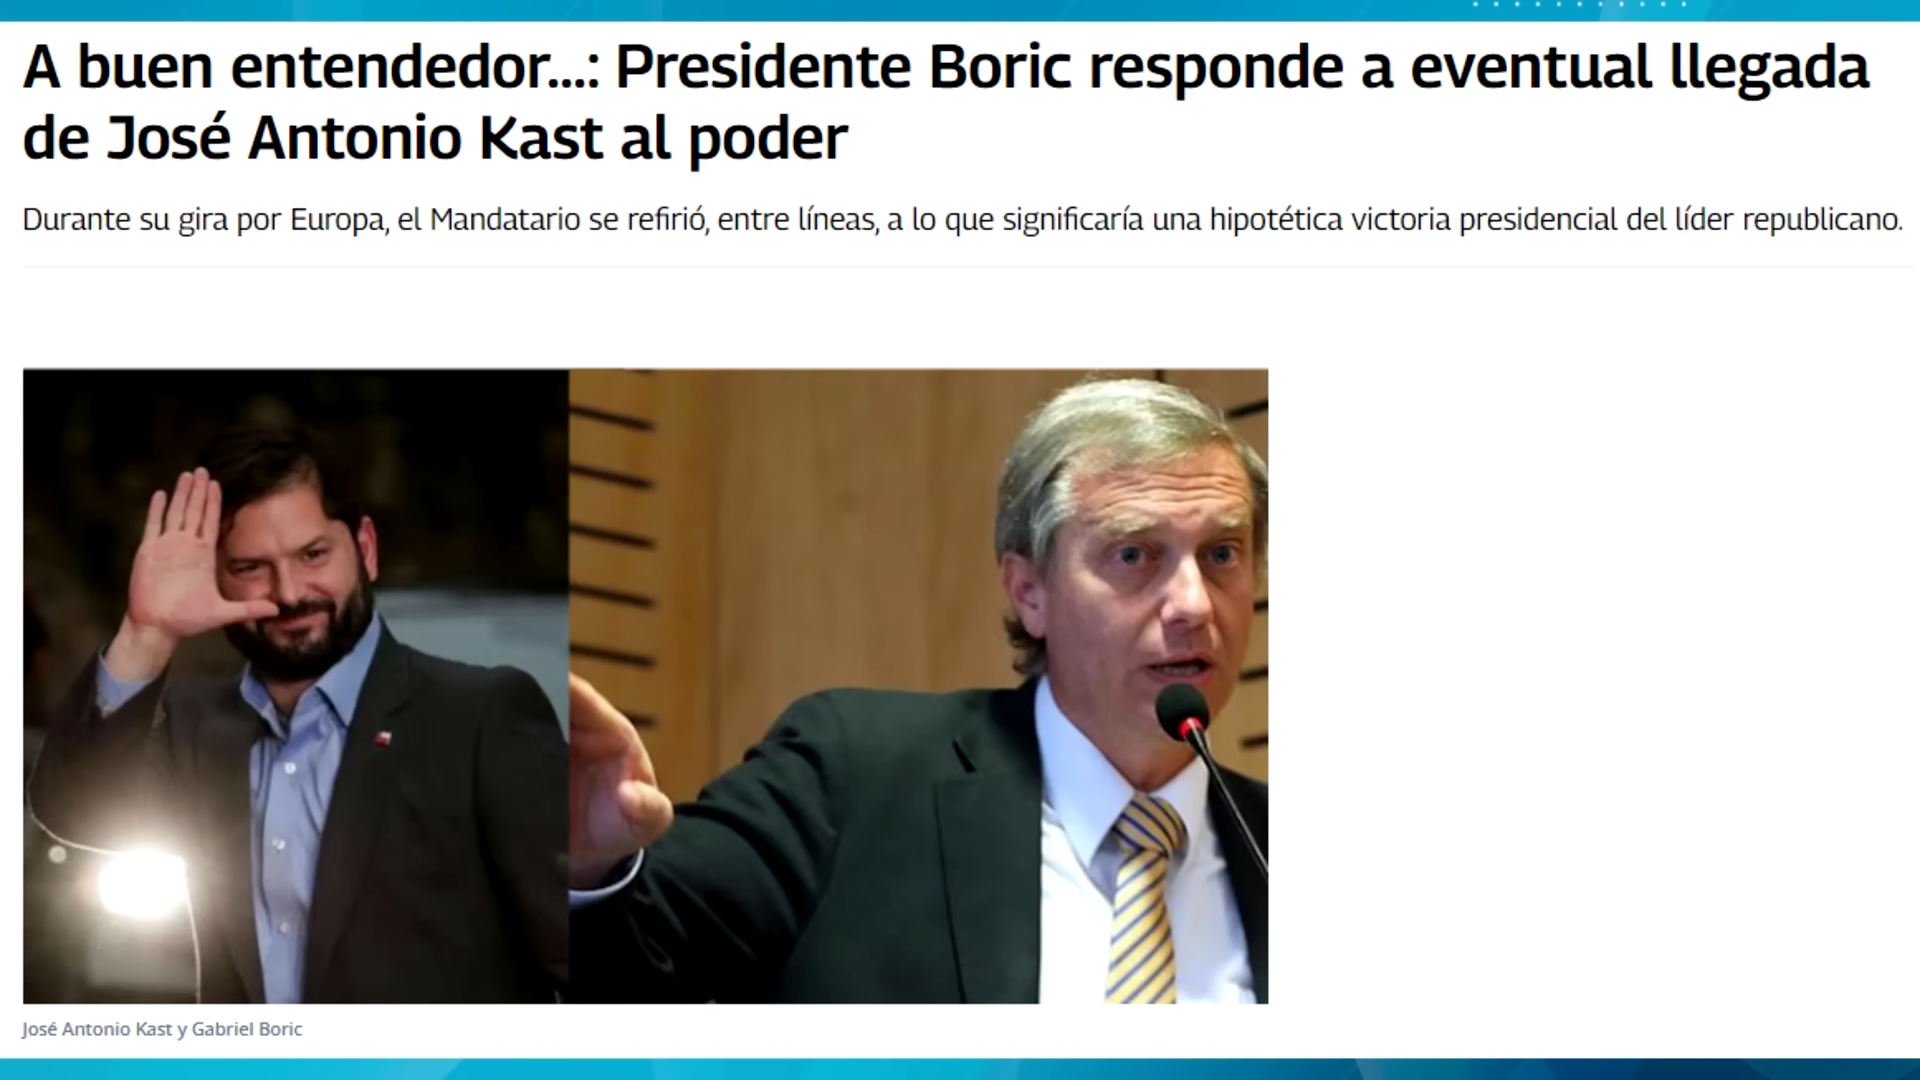 A buen entendedor...: Presidente Boric responde a eventual llegada
de José Antonio Kast al poder
Durante su gira por Europa, el Mandatario se refirió, entre líneas, a lo que significaría una hipotética victoria presidencial del líder republicano.
José Antonio Kast y Gabriel Boric